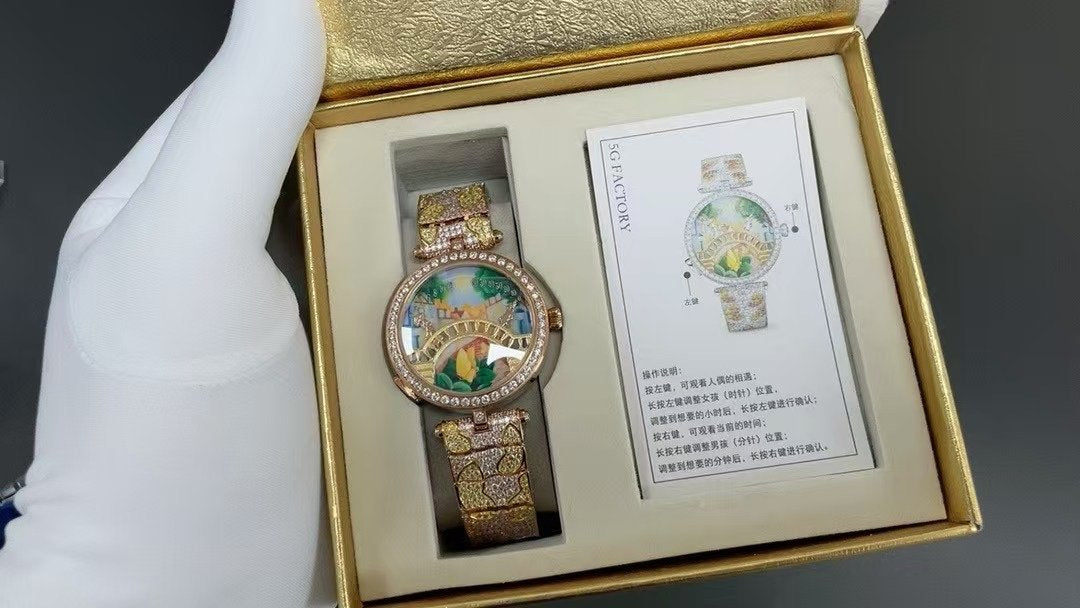 5G FACTORY
右键
左键
操作说明：
按左键，可观看人偶的相遇；
长按左键调整女孩（时针）位置，
调整到想要的小时后，长按左键进行确认；
按右键，可观看当前的时间；
长按右键调整男孩（分针）位置；
调整到想要的分钟后，长按右键进行确认。